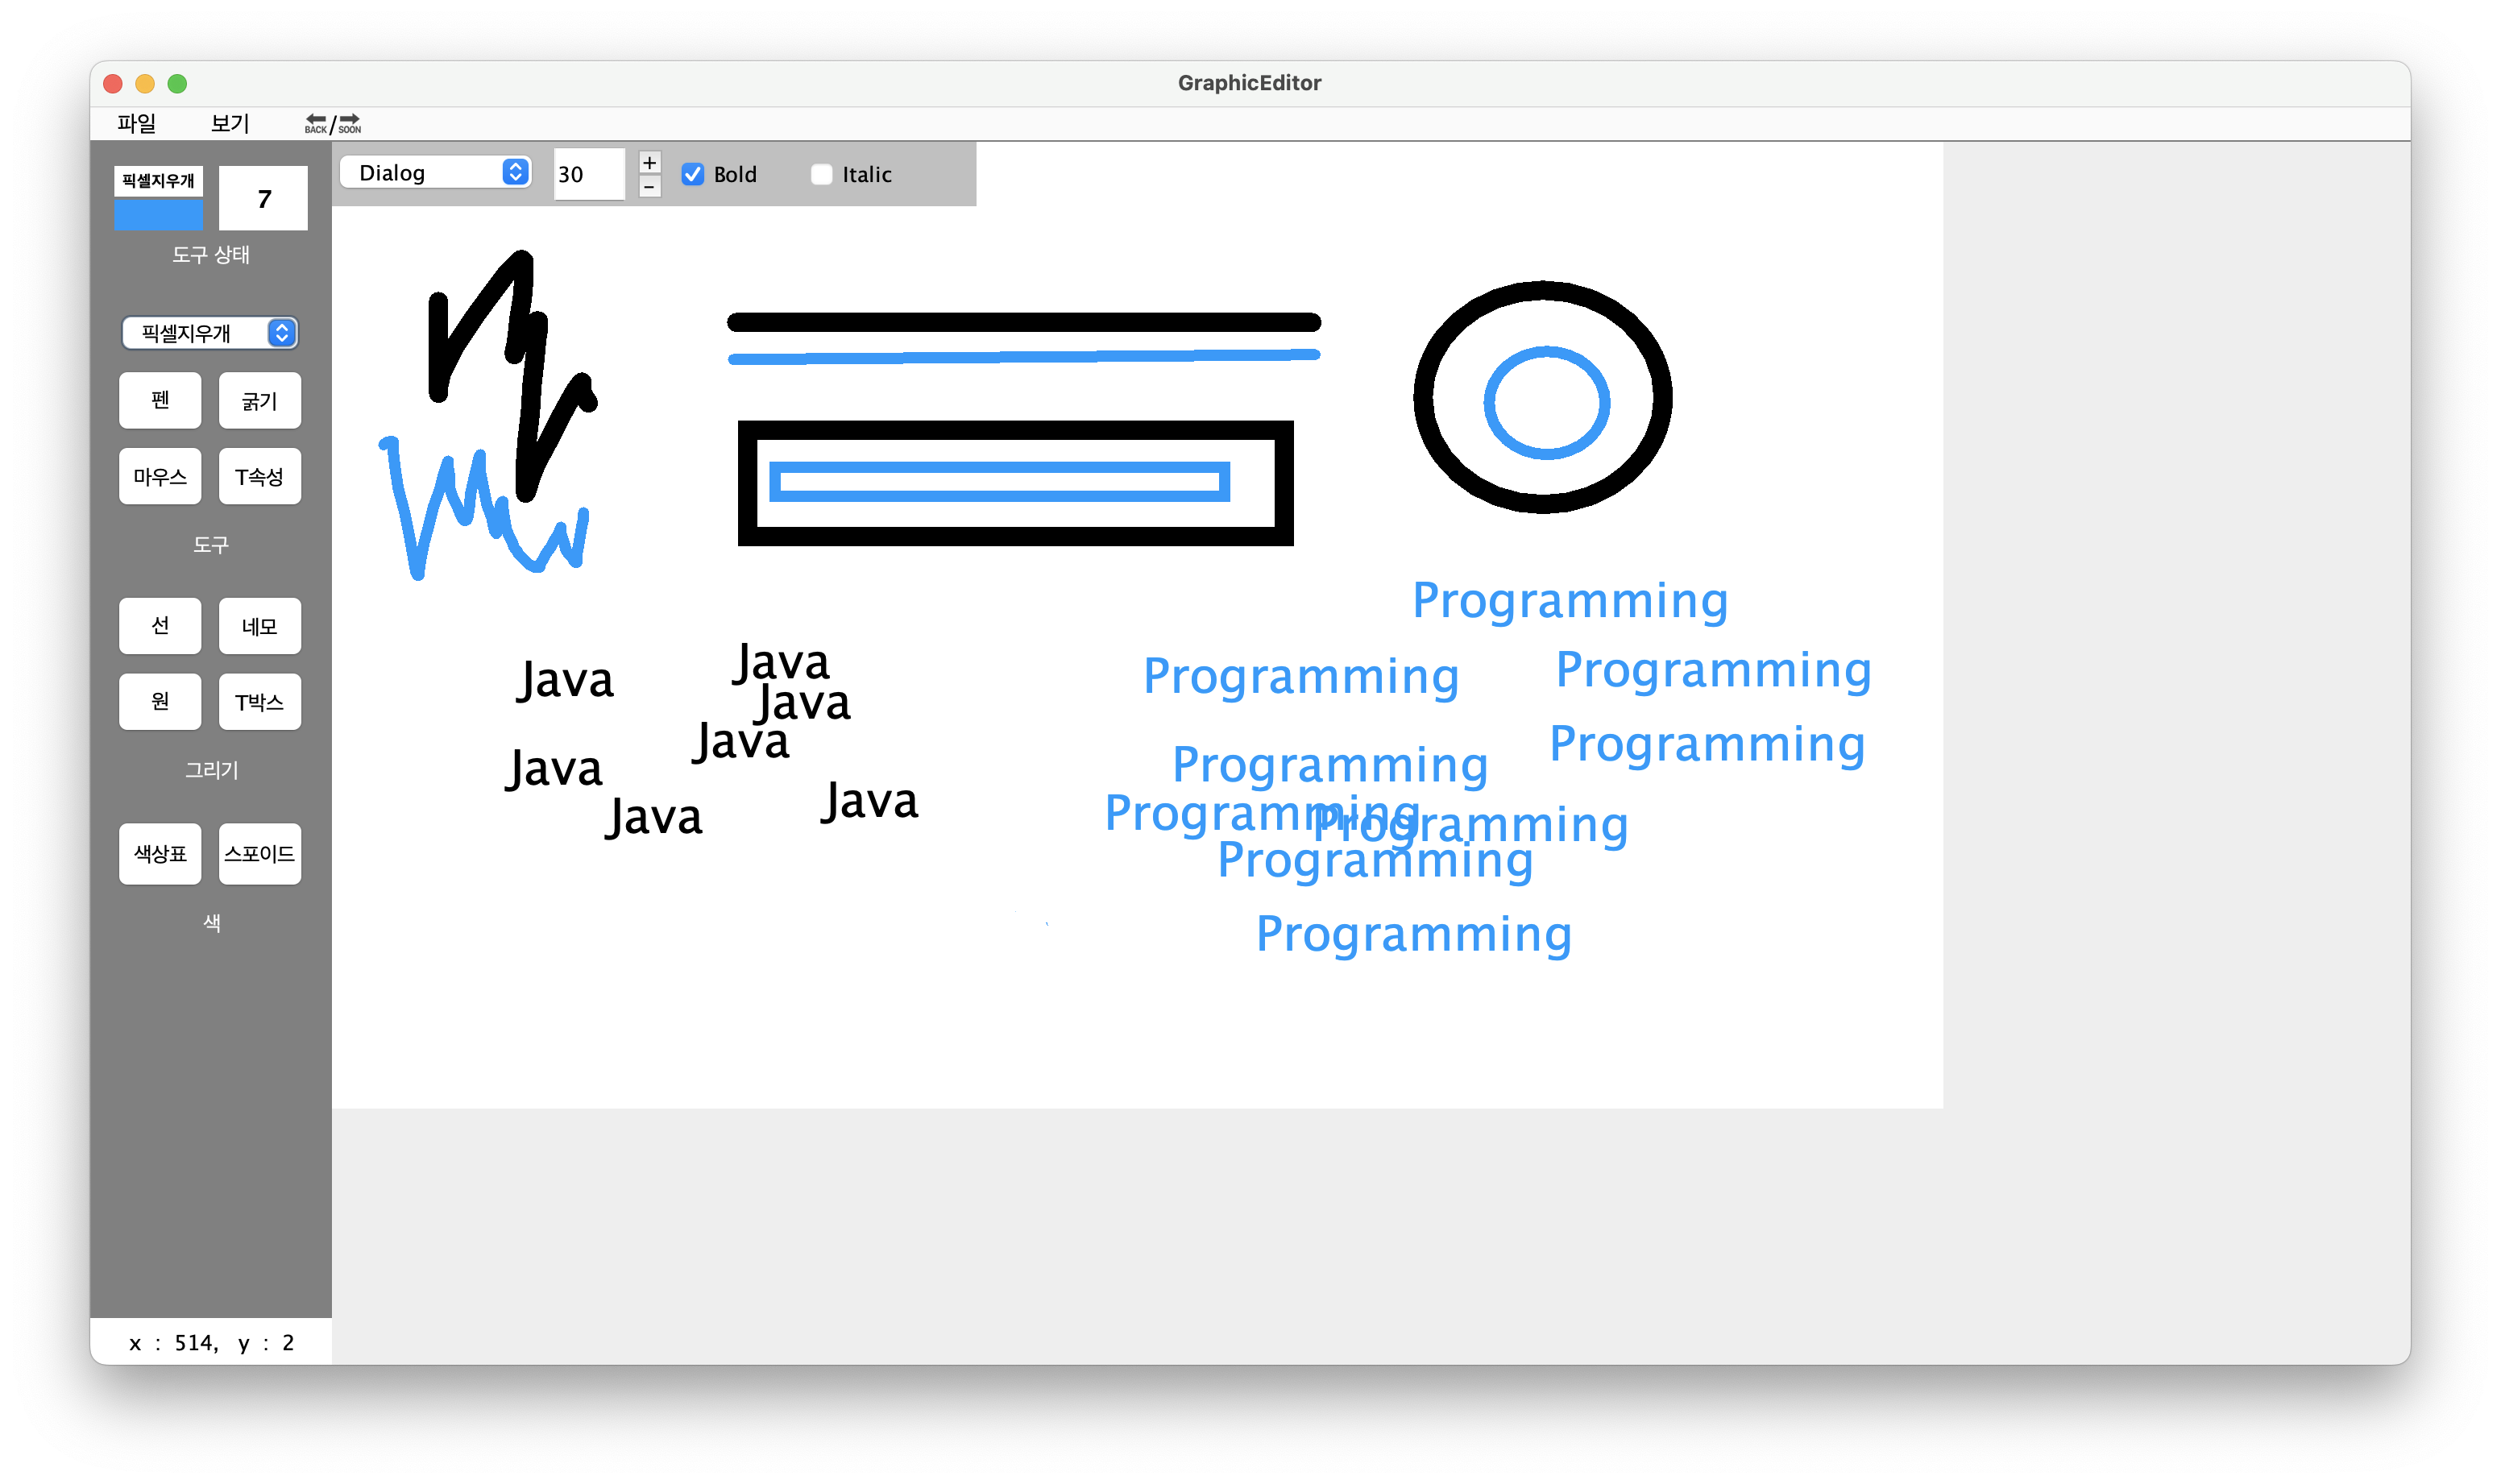 GraphicEditor
파일 보기 BACK / SOON
픽셀지우개 7
도구 상태
Dialog 30 + - Bold Italic
픽셀지우개
펜 굵기
마우스 T속성
도구
선 네모
원 T박스
그리기
색상표 스포이드
색
Programming
Java
Java
Programming
Programming
Java
Java
Programming
Java
Programming
Java
Java
Programming
Programming
Programming
Programming
x : 514, y : 2